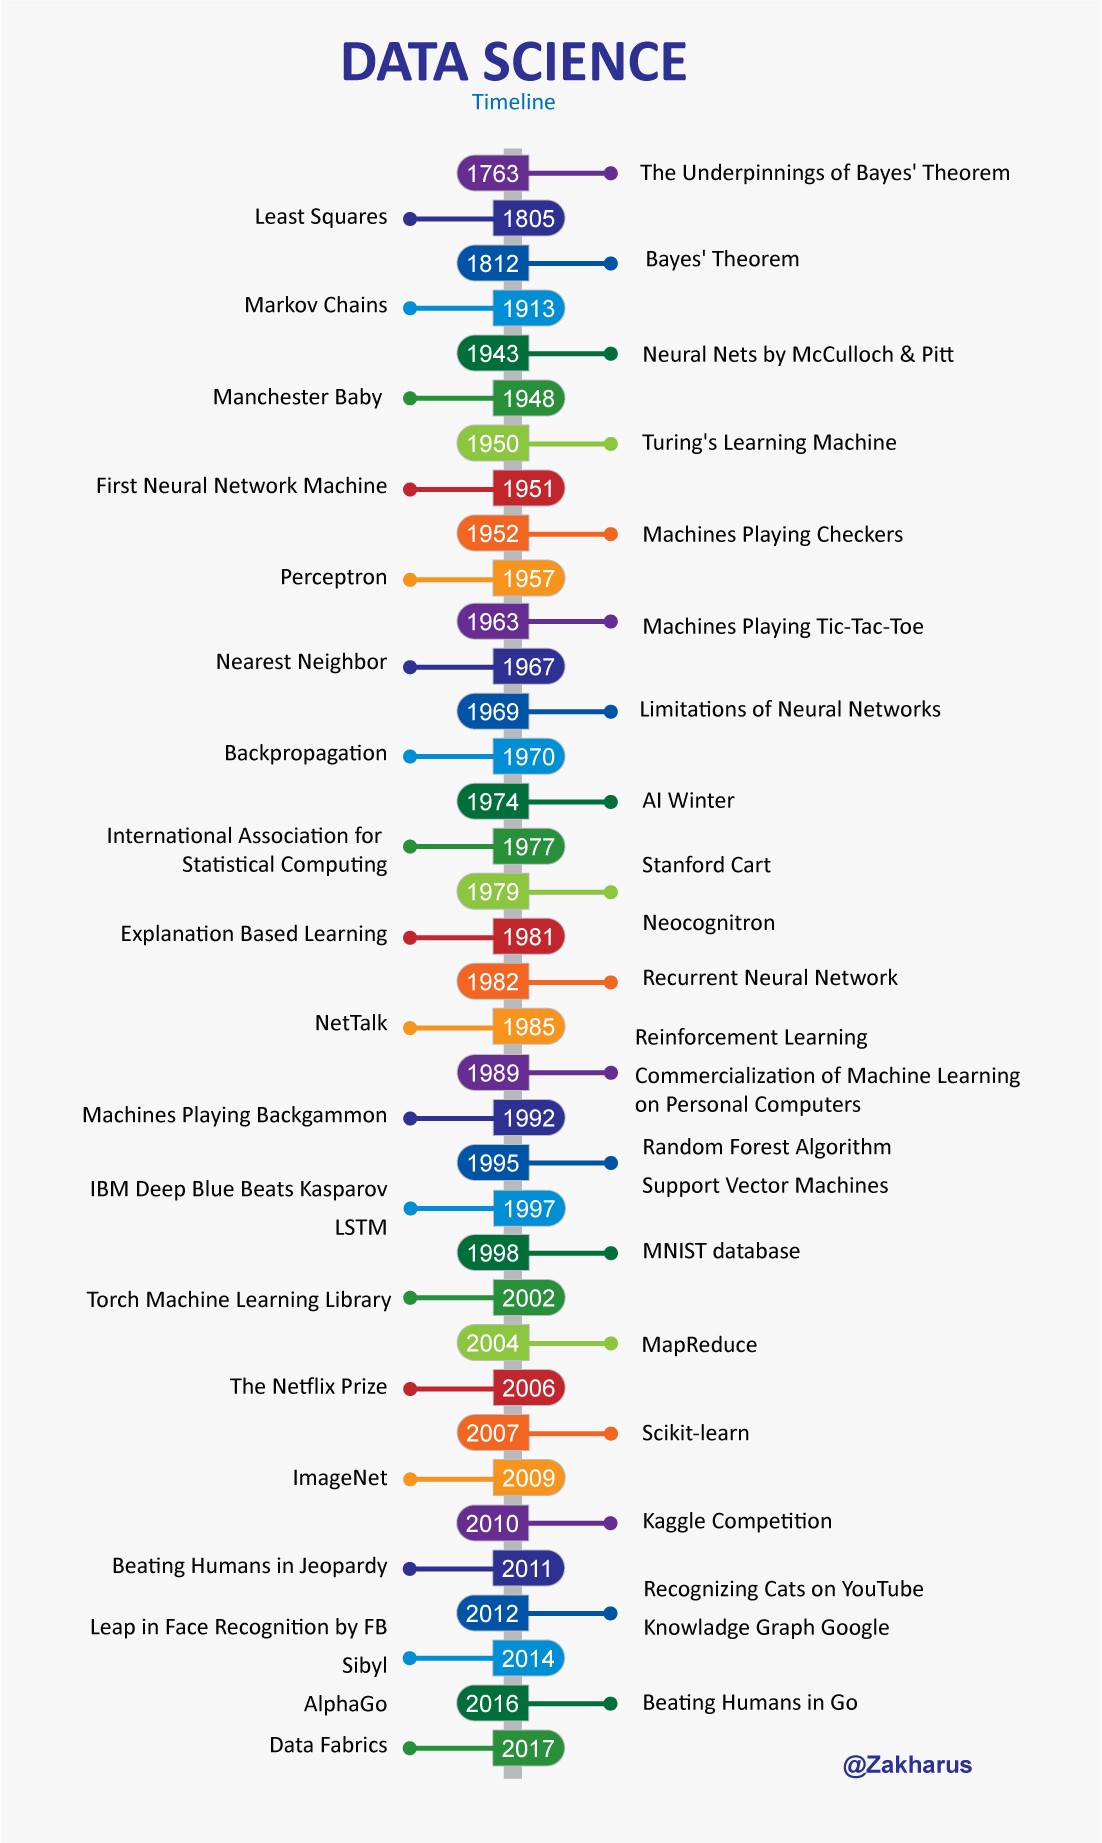 DATA SCIENCE
Timeline
1763
The Underpinnings of Bayes' Theorem
Least Squares
1805
1812
Bayes' Theorem
Markov Chains
1913
1943
Neural Nets by McCulloch & Pitt
Manchester Baby
1948
1950
Turing's Learning Machine
First Neural Network Machine
1951
1952
Machines Playing Checkers
Perceptron
1957
1963
Machines Playing Tic-Tac-Toe
Nearest Neighbor
1967
1969
Limitations of Neural Networks
Backpropagation
1970
1974
AI Winter
International Association for
Statistical Computing
1977
1979
Stanford Cart
Neocognitron
Explanation Based Learning
1981
1982
Recurrent Neural Network
NetTalk
1985
1989
Reinforcement Learning
Commercialization of Machine Learning
on Personal Computers
Machines Playing Backgammon
1992
1995
Random Forest Algorithm
Support Vector Machines
IBM Deep Blue Beats Kasparov
LSTM
1997
1998
MNIST database
Torch Machine Learning Library
2002
2004
MapReduce
The Netflix Prize
2006
2007
Scikit-learn
ImageNet
2009
2010
Kaggle Competition
Beating Humans in Jeopardy
2011
2012
Recognizing Cats on YouTube
Knowladge Graph Google
Leap in Face Recognition by FB
Sibyl
2014
AlphaGo
2016
Beating Humans in Go
Data Fabrics
2017
@Zakharus